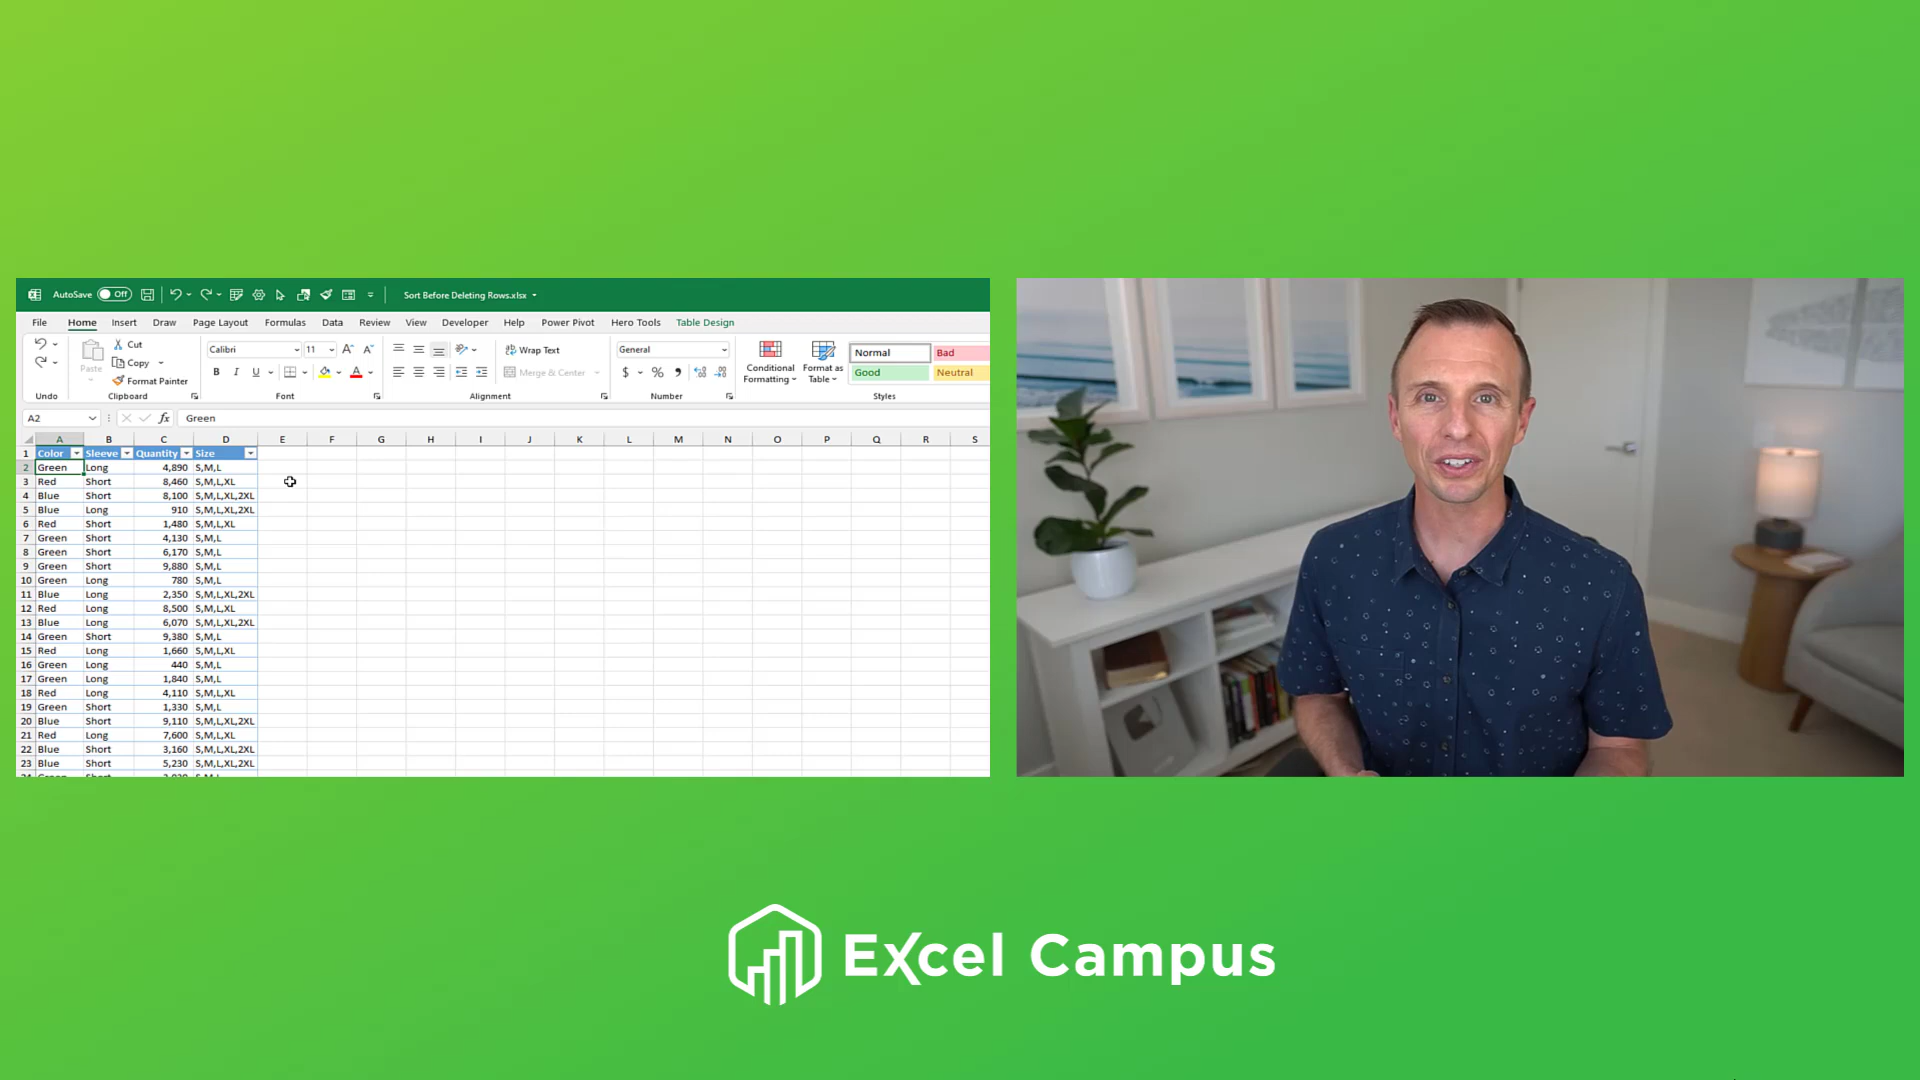 AutoSave Off Sort Before Deleting Rows.xlsx
File Home Insert Draw Page Layout Formulas Data Review View Developer Help Power Pivot Hero Tools Table Design
Cut
Copy
Format Painter
Paste
Undo Clipboard
Calibri 11
B I U
Font
Wrap Text
Merge & Center
Alignment
General
$ %
Number
Conditional Formatting
Format as Table
Normal Bad
Good Neutral
Styles
A2 fx Green
A B C D E F G H I J K L M N O P Q R S
1 Color Sleeve Quantity Size
2 Green Long 4,890 S,M,L
3 Red Short 8,460 S,M,L,XL
4 Blue Short 8,100 S,M,L,XL,2XL
5 Blue Long 910 S,M,L,XL,2XL
6 Red Short 1,480 S,M,L,XL
7 Green Short 4,130 S,M,L
8 Green Short 6,170 S,M,L
9 Green Short 9,880 S,M,L
10 Green Long 780 S,M,L
11 Blue Long 2,350 S,M,L,XL,2XL
12 Red Long 8,500 S,M,L,XL
13 Blue Long 6,070 S,M,L,XL,2XL
14 Green Short 9,380 S,M,L
15 Red Long 1,660 S,M,L,XL
16 Green Long 440 S,M,L
17 Green Long 1,840 S,M,L
18 Red Long 4,110 S,M,L,XL
19 Green Short 1,330 S,M,L
20 Blue Short 9,110 S,M,L,XL,2XL
21 Red Long 7,600 S,M,L,XL
22 Blue Short 3,160 S,M,L,XL,2XL
23 Blue Short 5,230 S,M,L,XL,2XL
Excel Campus